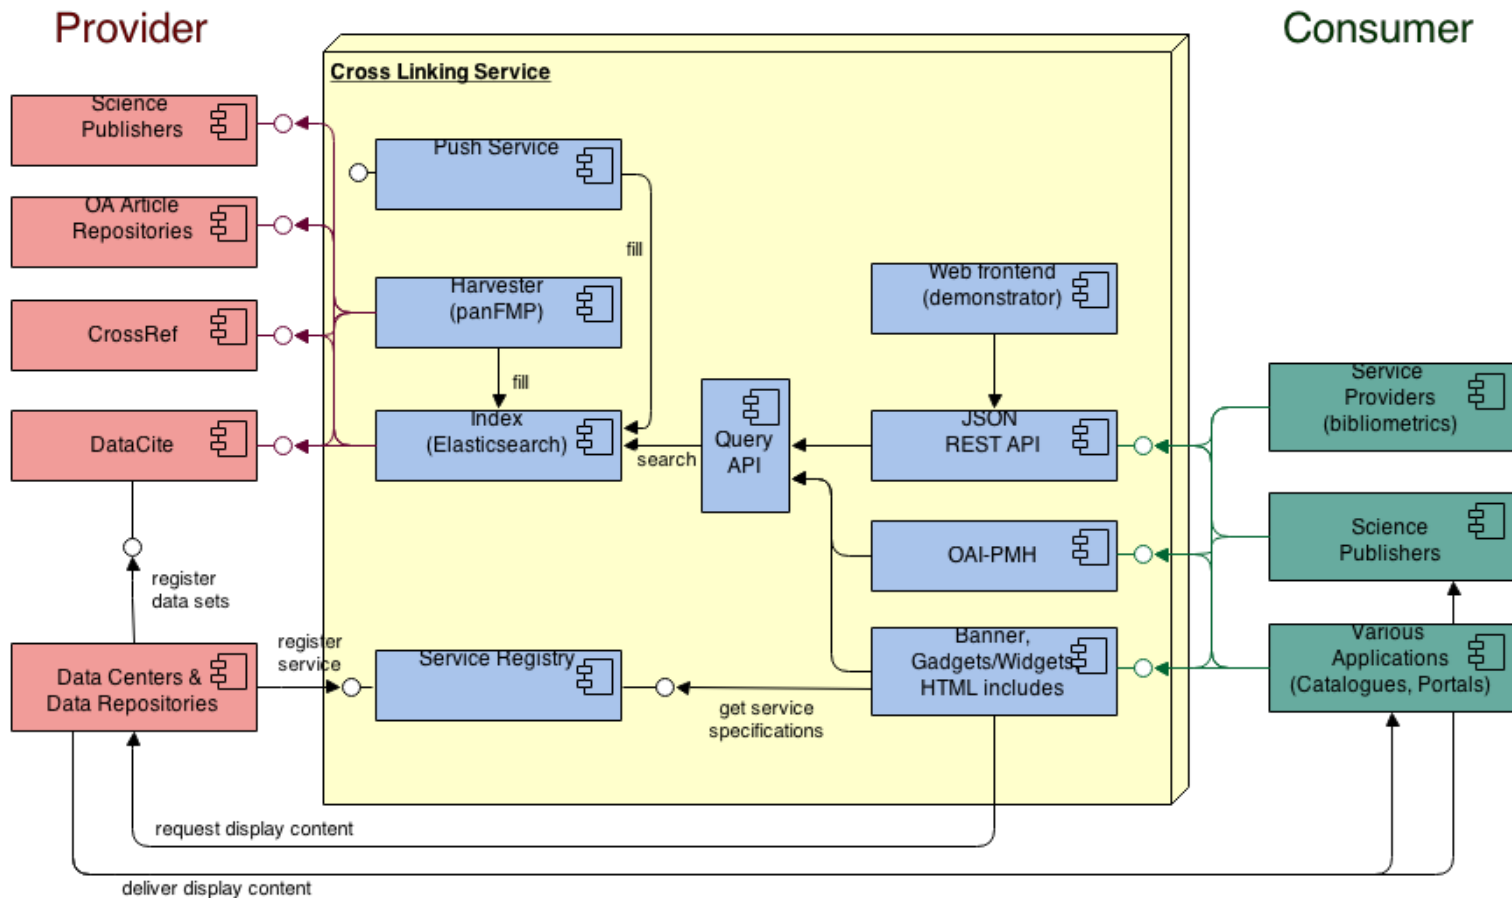 Provider
Consumer
Cross Linking Service
Science
Publishers
Push Service
OA Article
Repositories
fill
Harvester
(panFMP)
Web frontend
(demonstrator)
CrossRef
fill
Service
Providers
(bibliometrics)
DataCite
Index
(Elasticsearch)
search
Query
API
JSON
REST API
Science
Publishers
OAI-PMH
register
data sets
register
service
Data Centers &
Data Repositories
Service Registry
get service
specifications
Banner,
Gadgets/Widgets
HTML includes
Various
Applications
(Catalogues, Portals)
request display content
deliver display content